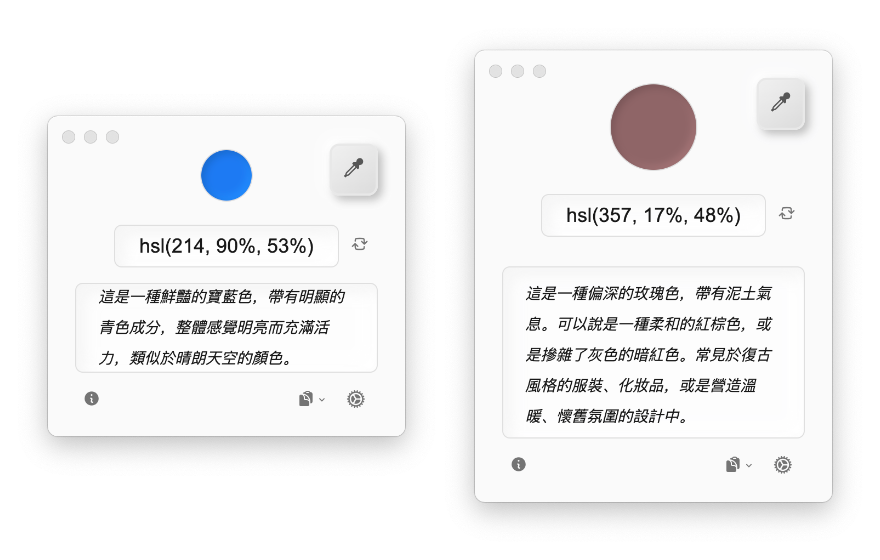 hsl(214, 90%, 53%)
這是一種鮮豔的寶藍色，帶有明顯的
青色成分，整體感覺明亮而充滿活
力，類似於晴朗天空的顏色。
hsl(357, 17%, 48%)
這是一種偏深的玫瑰色，帶有泥土氣
息。可以說是一種柔和的紅棕色，或
是摻雜了灰色的暗紅色。常見於復古
風格的服裝、化妝品，或是營造溫
暖、懷舊氛圍的設計中。